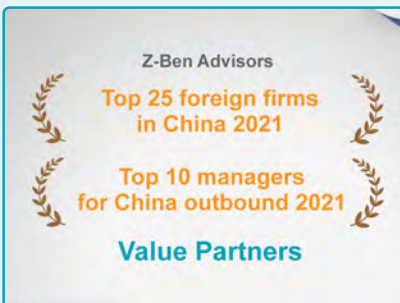 Z-Ben Advisors
Top 25 foreign firms
in China 2021
Top 10 managers
for China outbound 2021
Value Partners